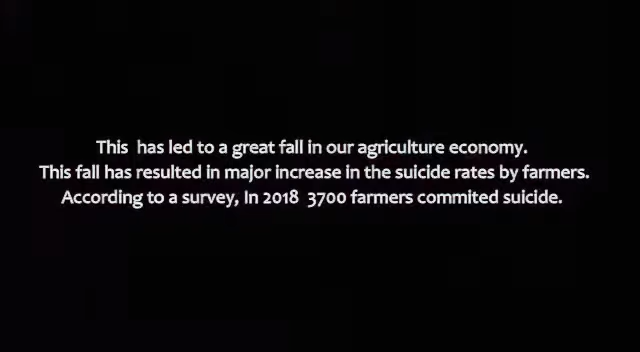 This has led to a great fall in our agriculture economy.
This fall has resulted in major increase in the suicide rates by farmers.
According to a survey, In 2018 3700 farmers commited suicide.